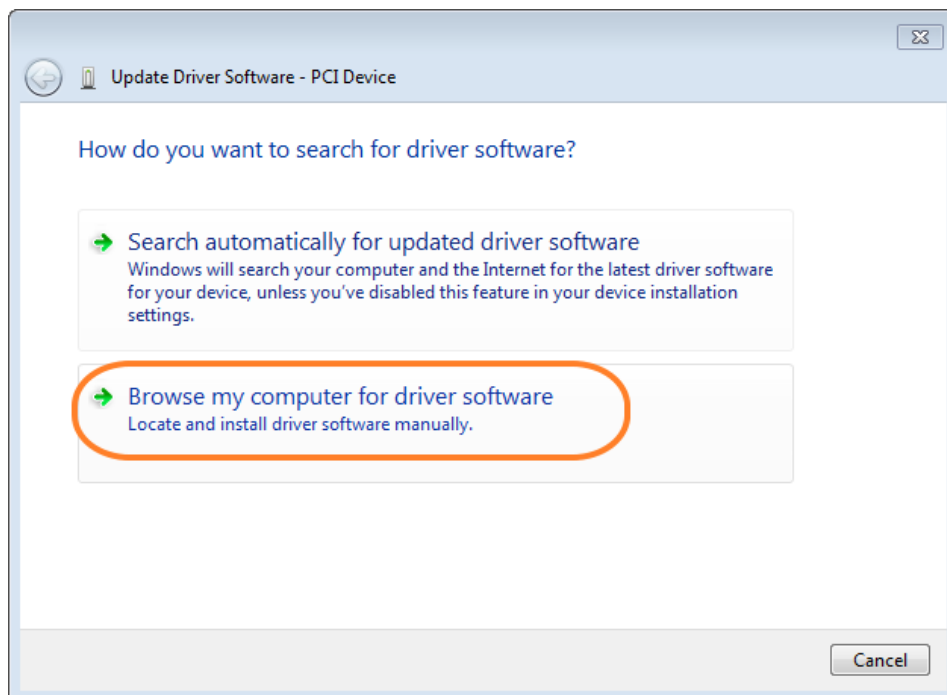 Update Driver Software - PCI Device
How do you want to search for driver software?
Search automatically for updated driver software
Windows will search your computer and the Internet for the latest driver software
for your device, unless you've disabled this feature in your device installation
settings.
Browse my computer for driver software
Locate and install driver software manually.
Cancel